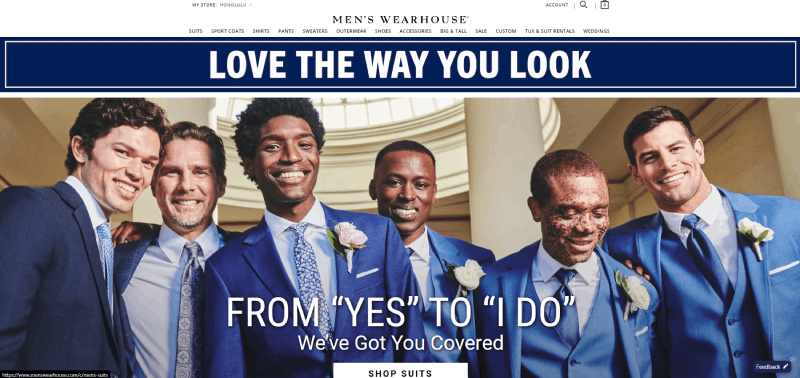 MY STORE: HONOLULU
ACCOUNT
0
MEN'S WEARHOUSE®
SUITS SPORT COATS SHIRTS PANTS SWEATERS OUTERWEAR SHOES ACCESSORIES BIG & TALL SALE CUSTOM TUX & SUIT RENTALS WEDDINGS
LOVE THE WAY YOU LOOK
FROM “YES” TO “I DO”
We’ve Got You Covered
SHOP SUITS
Feedback
https://www.menswearhouse.com/c/mens-suits